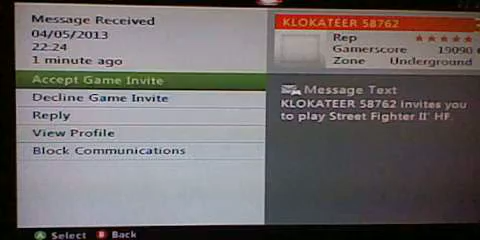 Message Received
04/05/2013
22:24
1 minute ago
Accept Game Invite
Decline Game Invite
Reply
View Profile
Block Communications
KLOKATEER 58762
Rep
Gamerscore 19090
Zone Underground
Message Text
KLOKATEER 58762 invites you
to play Street Fighter II' HF.
A Select B Back